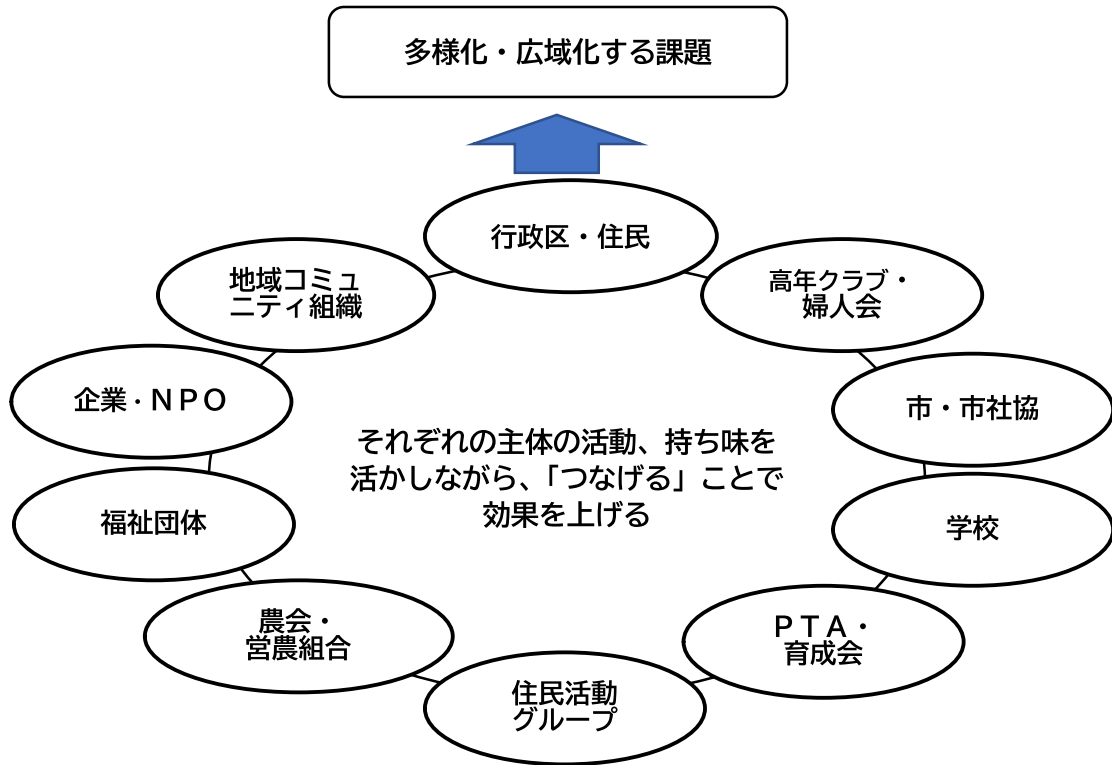 多様化・広域化する課題
行政区・住民
地域コミュ
ニティ組織
高年クラブ・
婦人会
企業・ＮＰＯ
市・市社協
それぞれの主体の活動、持ち味を
活かしながら、「つなげる」ことで
効果を上げる
福祉団体
学校
農会・
営農組合
ＰＴＡ・
育成会
住民活動
グループ